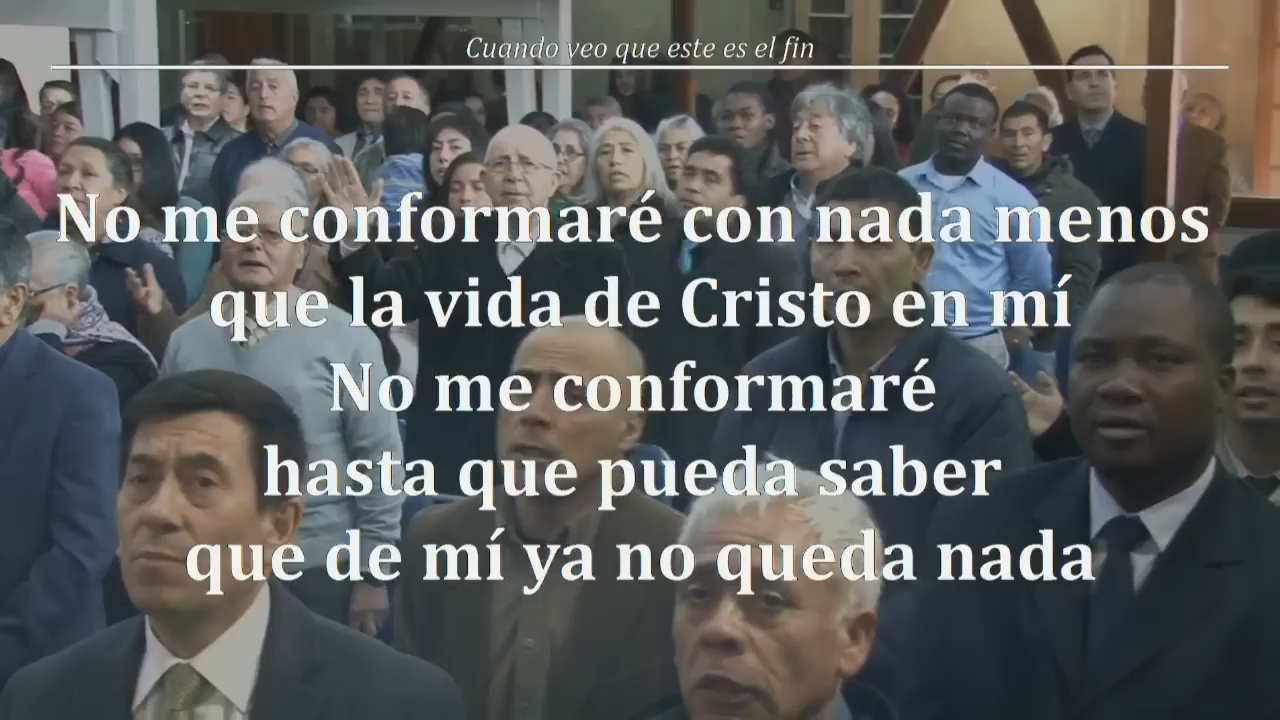 Cuando veo que este es el fin
No me conformaré con nada menos
que la vida de Cristo en mí
No me conformaré
hasta que pueda saber
que de mí ya no queda nada